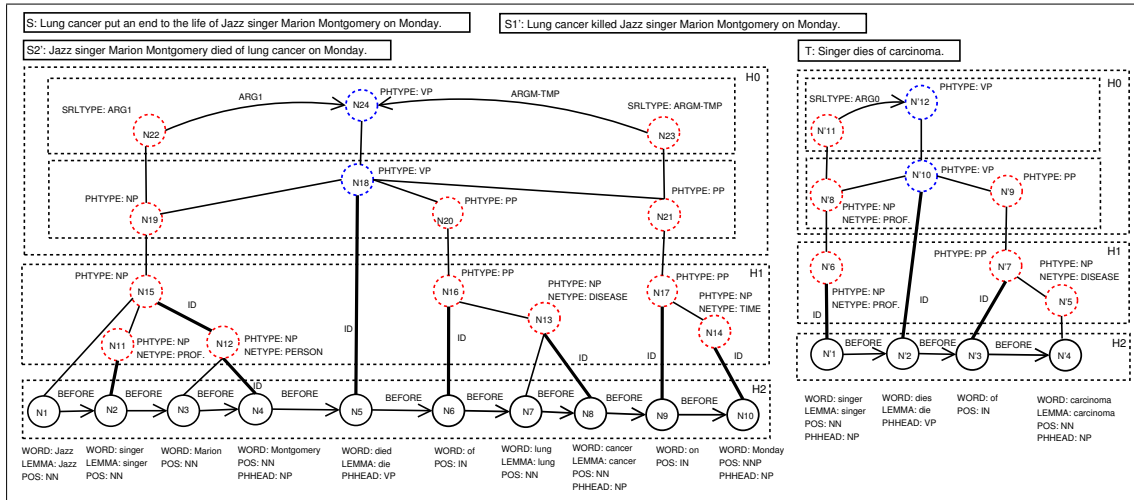 S: Lung cancer put an end to the life of Jazz singer Marion Montgomery on Monday.
S1': Lung cancer killed Jazz singer Marion Montgomery on Monday.
S2': Jazz singer Marion Montgomery died of lung cancer on Monday.
H0
SRLTYPE: ARG1
ARG1
PHTYPE: VP
ARGM-TMP
SRLTYPE: ARGM-TMP
N22
N24
N23
PHTYPE: NP
N18
PHTYPE: VP
PHTYPE: PP
PHTYPE: PP
N19
N20
N21
H1
PHTYPE: NP
N15
ID
PHTYPE: PP
N16
PHTYPE: NP
NETYPE: DISEASE
PHTYPE: PP
N17
PHTYPE: NP
NETYPE: TIME
N11
PHTYPE: NP
NETYPE: PROF.
N12
PHTYPE: NP
NETYPE: PERSON
ID
ID
N13
N14
ID
ID
ID
ID
H2
N1
BEFORE
N2
BEFORE
N3
BEFORE
N4
BEFORE
N5
BEFORE
N6
BEFORE
N7
BEFORE
N8
BEFORE
N9
BEFORE
N10
WORD: Jazz
LEMMA: Jazz
POS: NN
WORD: singer
LEMMA: singer
POS: NN
WORD: Marion
POS: NN
WORD: Montgomery
POS: NN
PHHEAD: NP
WORD: died
LEMMA: die
PHHEAD: VP
WORD: of
POS: IN
WORD: lung
LEMMA: lung
POS: NN
WORD: cancer
LEMMA: cancer
POS: NN
PHHEAD: NP
WORD: on
POS: IN
WORD: Monday
POS: NNP
PHHEAD: NP
T: Singer dies of carcinoma.
H0
PHTYPE: VP
SRLTYPE: ARG0
N'12
N'11
PHTYPE: VP
N'10
PHTYPE: PP
N'8
N'9
PHTYPE: NP
NETYPE: PROF.
H1
N'6
PHTYPE: PP
N'7
PHTYPE: NP
NETYPE: DISEASE
PHTYPE: NP
NETYPE: PROF.
N'5
ID
ID
ID
H2
N'1
BEFORE
N'2
BEFORE
N'3
BEFORE
N'4
WORD: singer
LEMMA: singer
POS: NN
PHHEAD: NP
WORD: dies
LEMMA: die
PHHEAD: VP
WORD: of
POS: IN
WORD: carcinoma
LEMMA: carcinoma
POS: NN
PHHEAD: NP